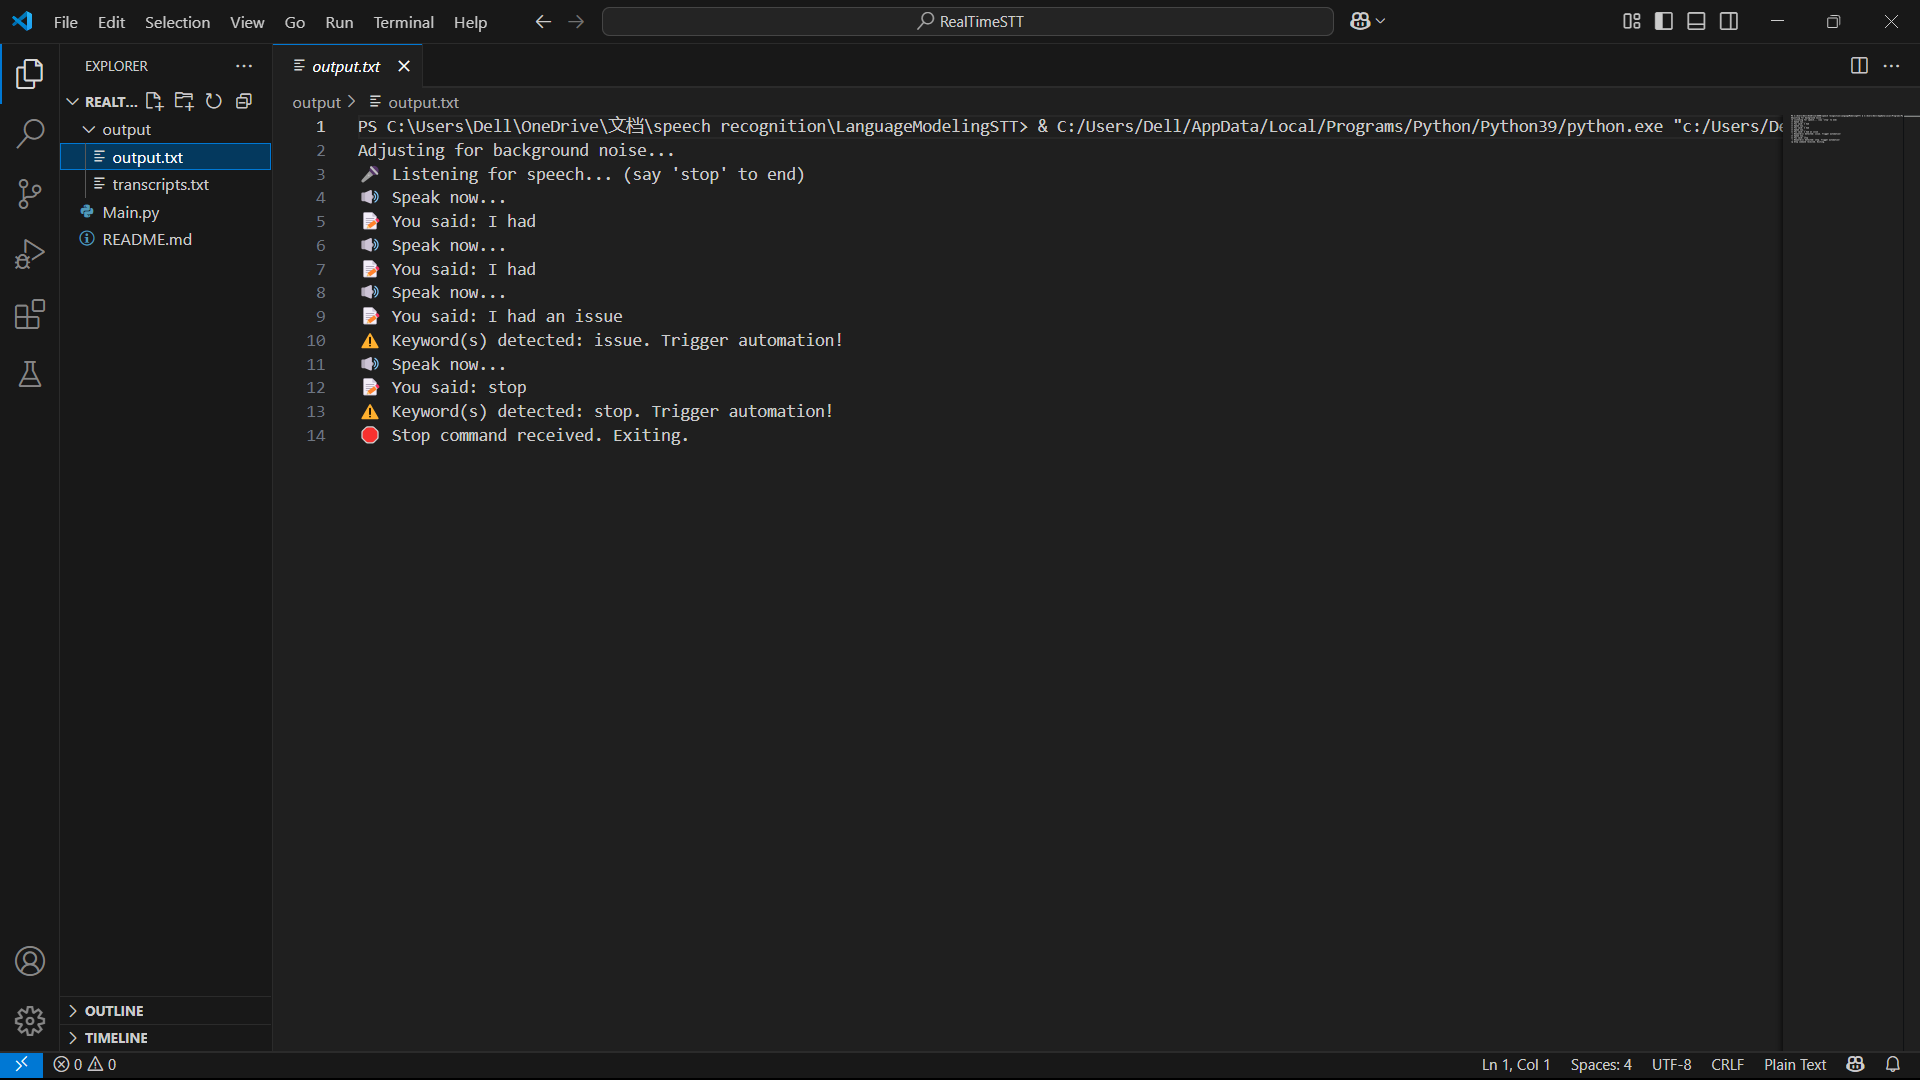 File Edit Selection View Go Run Terminal Help
RealTimeSTT
EXPLORER
REALT...
output
output.txt
transcripts.txt
Main.py
README.md
OUTLINE
TIMELINE
output.txt
output > output.txt
1 PS C:\Users\Dell\OneDrive\文档\speech recognition\LanguageModelingSTT> & C:/Users/Dell/AppData/Local/Programs/Python/Python39/python.exe "c:/Users/De
2 Adjusting for background noise...
3 🎤 Listening for speech... (say 'stop' to end)
4 🔊 Speak now...
5 📝 You said: I had
6 🔊 Speak now...
7 📝 You said: I had
8 🔊 Speak now...
9 📝 You said: I had an issue
10 ⚠️ Keyword(s) detected: issue. Trigger automation!
11 🔊 Speak now...
12 📝 You said: stop
13 ⚠️ Keyword(s) detected: stop. Trigger automation!
14 🛑 Stop command received. Exiting.
0 0
Ln 1, Col 1 Spaces: 4 UTF-8 CRLF Plain Text